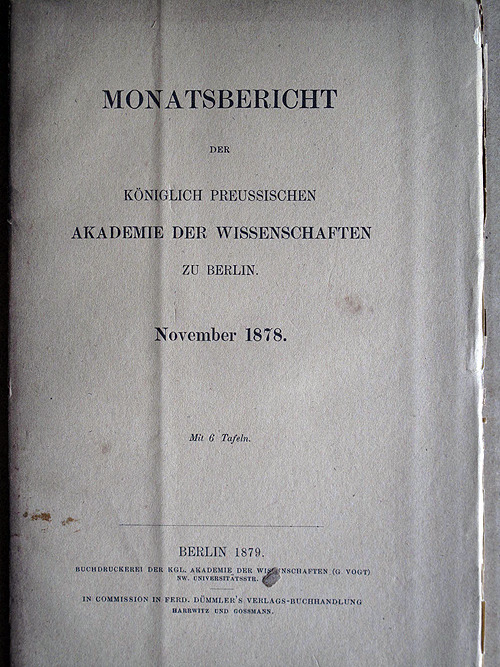 MONATSBERICHT
DER
KÖNIGLICH PREUSSISCHEN
AKADEMIE DER WISSENSCHAFTEN
ZU BERLIN.
November 1878.
Mit 6 Tafeln.
BERLIN 1879.
BUCHDRUCKEREI DER KGL. AKADEMIE DER WISSENSCHAFTEN (G. VOGT)
NW. UNIVERSITÄTSSTR.
IN COMMISSION IN FERD. DÜMMLER'S VERLAGS-BUCHHANDLUNG
HARRWITZ UND GOSSMANN.